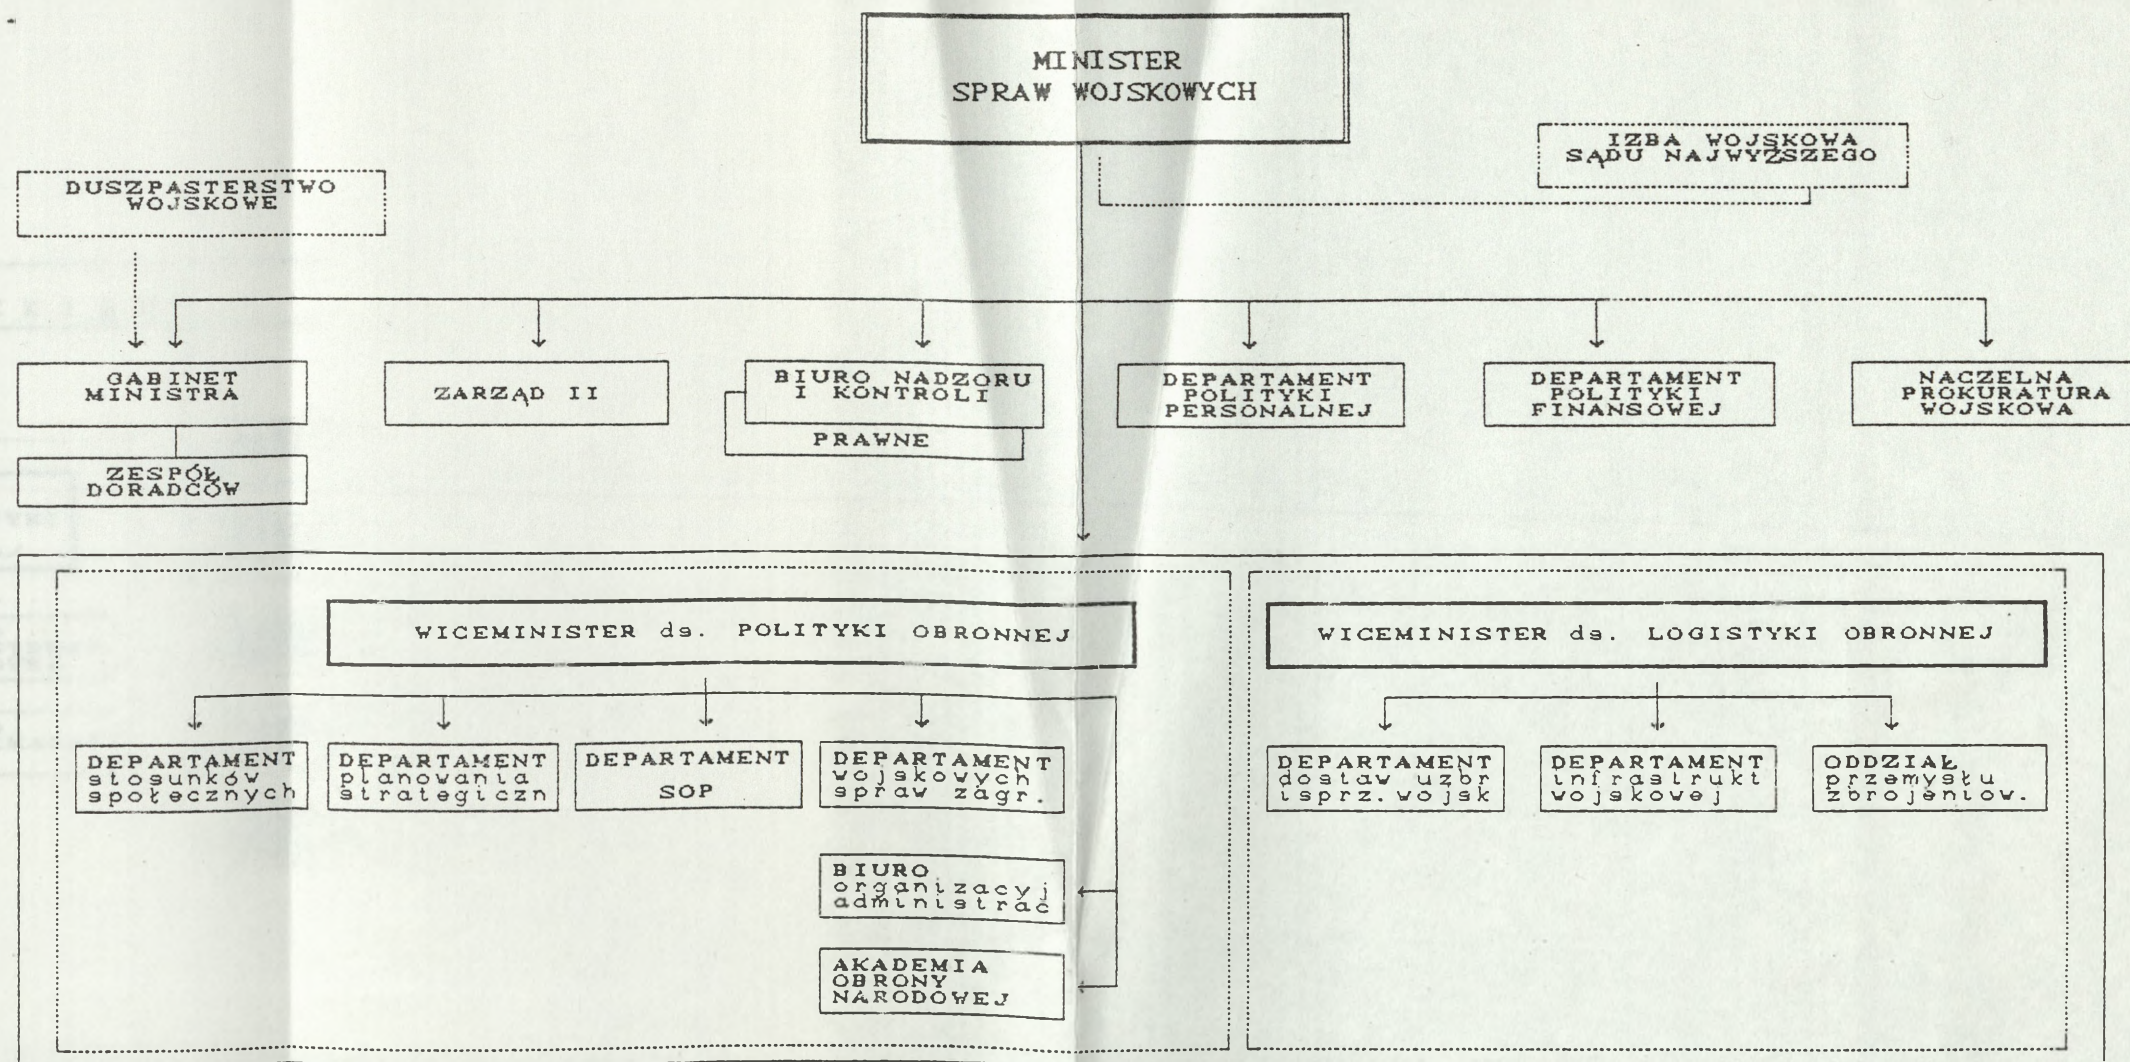 MINISTER
SPRAW WOJSKOWYCH
IZBA WOJSKOWA
SĄDU NAJWYŻSZEGO
DUSZPASTERSTWO
WOJSKOWE
GABINET
MINISTRA
ZARZĄD II
BIURO NADZORU
I KONTROLI
PRAWNE
DEPARTAMENT
POLITYKI
PERSONALNEJ
DEPARTAMENT
POLITYKI
FINANSOWEJ
NACZELNA
PROKURATURA
WOJSKOWA
ZESPÓŁ
DORADCÓW
WICEMINISTER ds. POLITYKI OBRONNEJ
WICEMINISTER ds. LOGISTYKI OBRONNEJ
DEPARTAMENT
stosunków
społecznych
DEPARTAMENT
planowania
strategiczn
DEPARTAMENT
SOP
DEPARTAMENT
wojskowych
spraw zagr.
DEPARTAMENT
dostaw uzbr
i sprz. wojsk
DEPARTAMENT
infrastrukt
wojskowej
ODDZIAŁ
przemysłu
zbrojeniow.
BIURO
organizacyj
administrac
AKADEMIA
OBRONY
NARODOWEJ